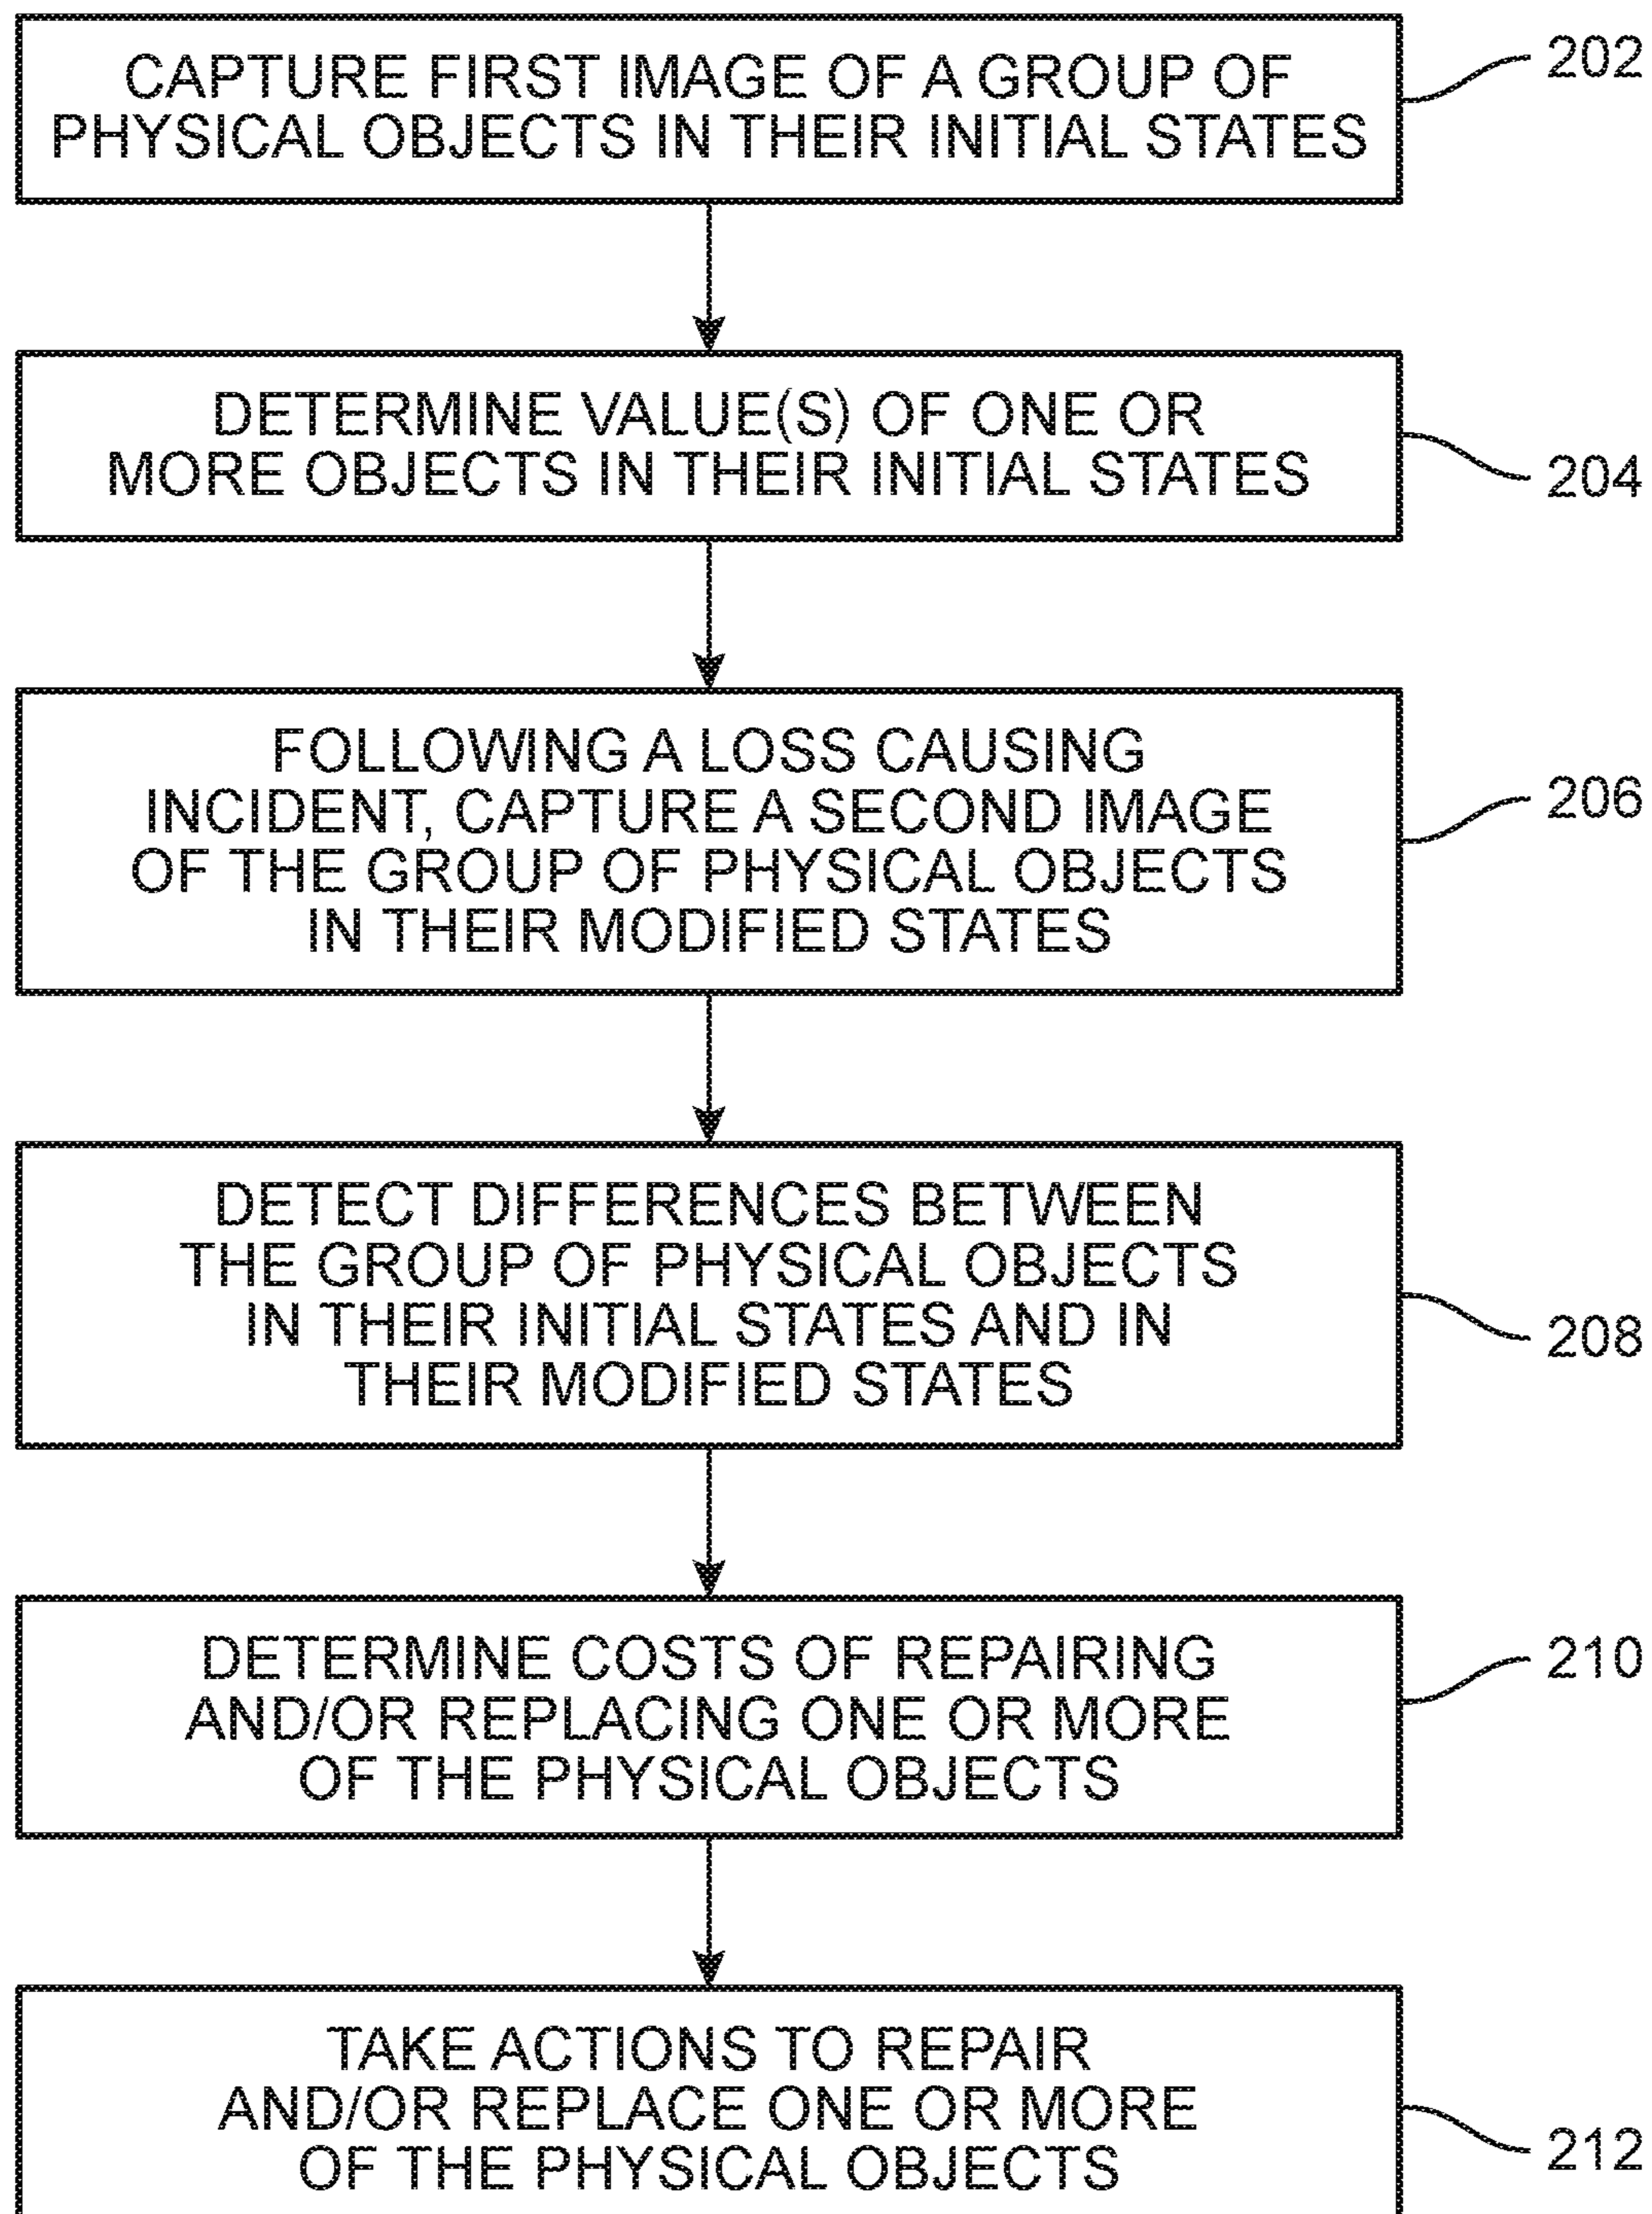 CAPTURE FIRST IMAGE OF A GROUP OF
PHYSICAL OBJECTS IN THEIR INITIAL STATES
202
DETERMINE VALUE(S) OF ONE OR
MORE OBJECTS IN THEIR INITIAL STATES
204
FOLLOWING A LOSS CAUSING
INCIDENT, CAPTURE A SECOND IMAGE
OF THE GROUP OF PHYSICAL OBJECTS
IN THEIR MODIFIED STATES
206
DETECT DIFFERENCES BETWEEN
THE GROUP OF PHYSICAL OBJECTS
IN THEIR INITIAL STATES AND IN
THEIR MODIFIED STATES
208
DETERMINE COSTS OF REPAIRING
AND/OR REPLACING ONE OR MORE
OF THE PHYSICAL OBJECTS
210
TAKE ACTIONS TO REPAIR
AND/OR REPLACE ONE OR MORE
OF THE PHYSICAL OBJECTS
212